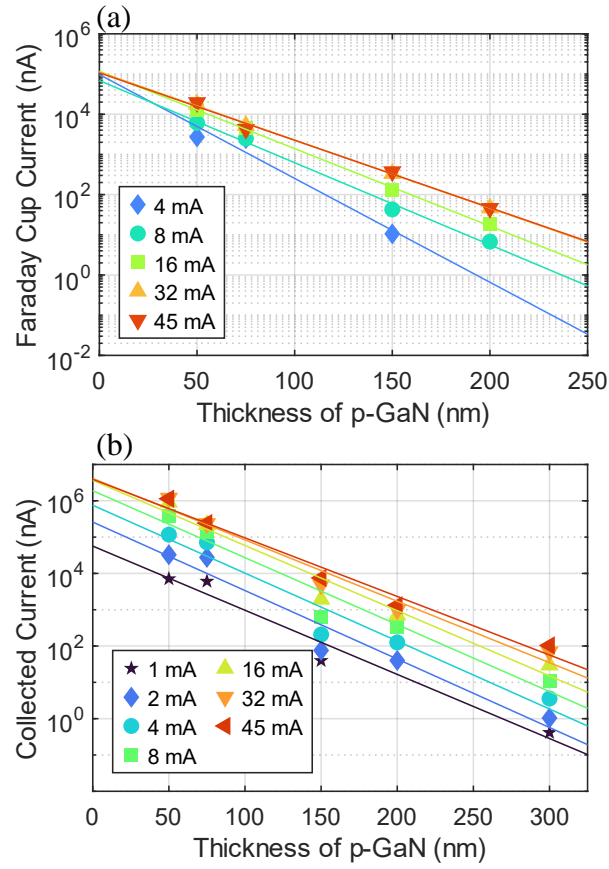 (a)
10^6
10^4
10^2
10^0
10^-2
Faraday Cup Current (nA)
4 mA
8 mA
16 mA
32 mA
45 mA
0 50 100 150 200 250
Thickness of p-GaN (nm)
(b)
10^6
10^4
10^2
10^0
Collected Current (nA)
1 mA 16 mA
2 mA 32 mA
4 mA 45 mA
8 mA
0 50 100 150 200 250 300
Thickness of p-GaN (nm)